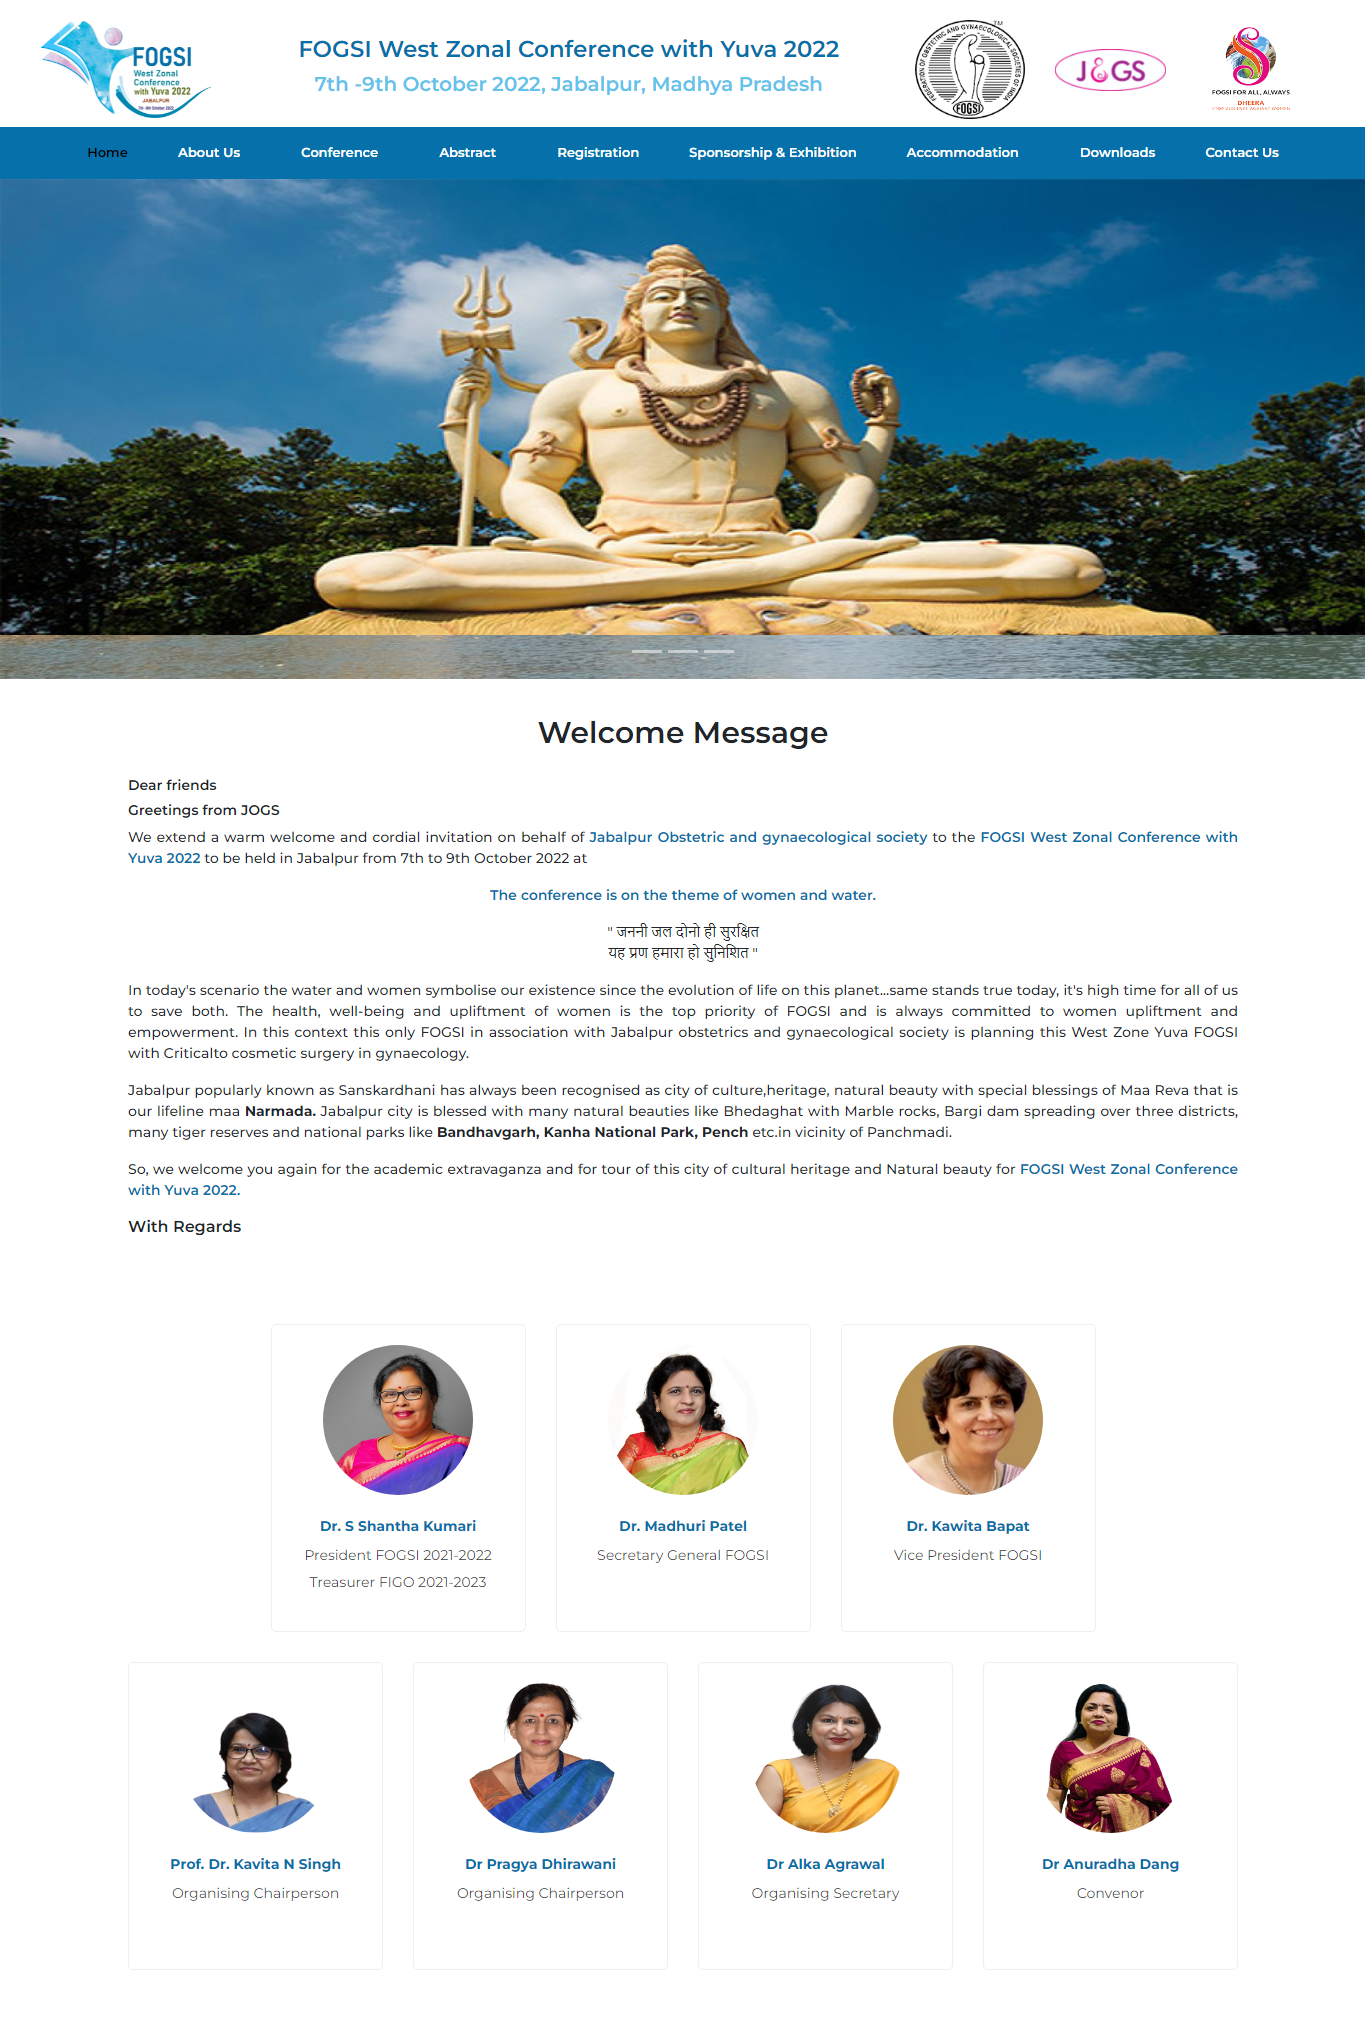 FOGSI
West Zonal
Conference
with Yuva 2022
JABALPUR
7th - 9th October 2022
FOGSI West Zonal Conference with Yuva 2022
7th -9th October 2022, Jabalpur, Madhya Pradesh
FEDERATION OF OBSTETRIC AND GYNAECOLOGICAL SOCIETIES OF INDIA
TM
FOGSI
J&GS
FOGSI FOR ALL, ALWAYS
DHEERA
Home
About Us
Conference
Abstract
Registration
Sponsorship & Exhibition
Accommodation
Downloads
Contact Us
Welcome Message
Dear friends
Greetings from JOGS
We extend a warm welcome and cordial invitation on behalf of Jabalpur Obstetric and gynaecological society to the FOGSI West Zonal Conference with
Yuva 2022 to be held in Jabalpur from 7th to 9th October 2022 at
The conference is on the theme of women and water.
" जननी जल दोनो ही सुरक्षित
यह प्रण हमारा हो सुनिशित "
In today's scenario the water and women symbolise our existence since the evolution of life on this planet...same stands true today, it's high time for all of us
to save both. The health, well-being and upliftment of women is the top priority of FOGSI and is always committed to women upliftment and
empowerment. In this context this only FOGSI in association with Jabalpur obstetrics and gynaecological society is planning this West Zone Yuva FOGSI
with Criticalto cosmetic surgery in gynaecology.
Jabalpur popularly known as Sanskardhani has always been recognised as city of culture,heritage, natural beauty with special blessings of Maa Reva that is
our lifeline maa Narmada. Jabalpur city is blessed with many natural beauties like Bhedaghat with Marble rocks, Bargi dam spreading over three districts,
many tiger reserves and national parks like Bandhavgarh, Kanha National Park, Pench etc.in vicinity of Panchmadi.
So, we welcome you again for the academic extravaganza and for tour of this city of cultural heritage and Natural beauty for FOGSI West Zonal Conference
with Yuva 2022.
With Regards
Dr. S Shantha Kumari
President FOGSI 2021-2022
Treasurer FIGO 2021-2023
Dr. Madhuri Patel
Secretary General FOGSI
Dr. Kawita Bapat
Vice President FOGSI
Prof. Dr. Kavita N Singh
Organising Chairperson
Dr Pragya Dhirawani
Organising Chairperson
Dr Alka Agrawal
Organising Secretary
Dr Anuradha Dang
Convenor